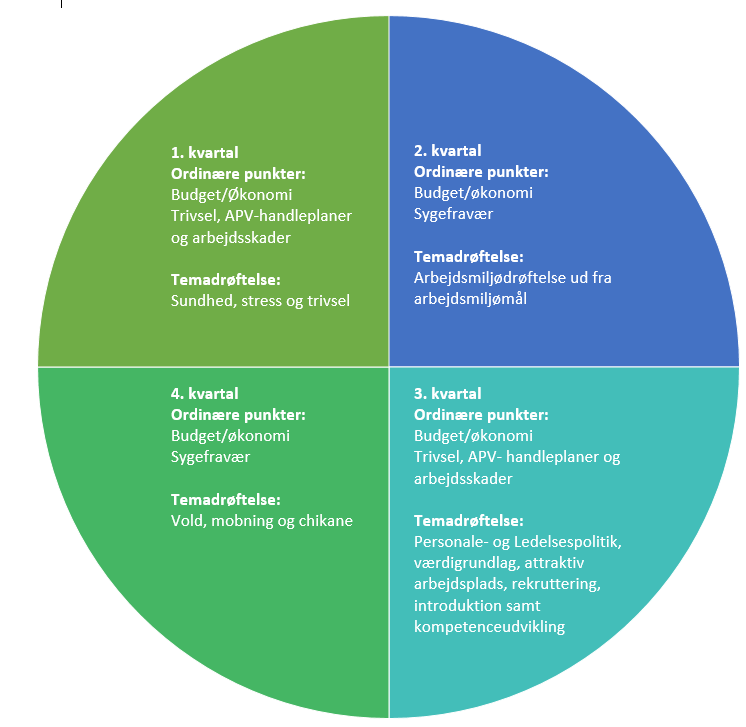 1. kvartal
Ordinære punkter:
Budget/Økonomi
Trivsel, APV-handleplaner
og arbejdsskader
Temadrøftelse:
Sundhed, stress og trivsel
2. kvartal
Ordinære punkter:
Budget/økonomi
Sygefravær
Temadrøftelse:
Arbejdsmiljødrøftelse ud fra
arbejdsmiljømål
3. kvartal
Ordinære punkter:
Budget/økonomi
Trivsel, APV- handleplaner og
arbejdsskader
Temadrøftelse:
Personale- og Ledelsespolitik,
værdigrundlag, attraktiv
arbejdsplads, rekruttering,
introduktion samt
kompetenceudvikling
4. kvartal
Ordinære punkter:
Budget/økonomi
Sygefravær
Temadrøftelse:
Vold, mobning og chikane